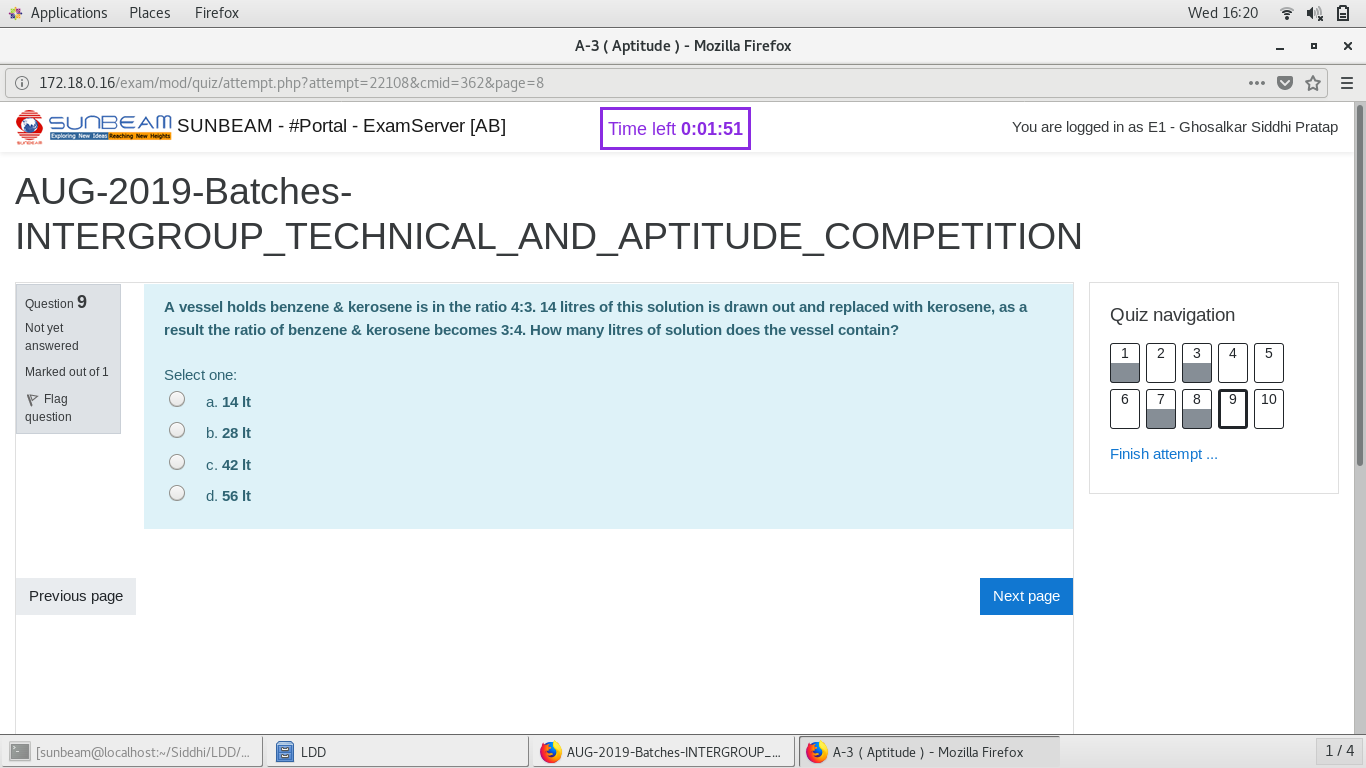 Applications Places Firefox Wed 16:20
A-3 ( Aptitude ) - Mozilla Firefox
172.18.0.16/exam/mod/quiz/attempt.php?attempt=22108&cmid=362&page=8
SUNBEAM
Exploring New Ideas Reaching New Heights
SUNBEAM
SUNBEAM - #Portal - ExamServer [AB]
Time left 0:01:51
You are logged in as E1 - Ghosalkar Siddhi Pratap
AUG-2019-Batches-
INTERGROUP_TECHNICAL_AND_APTITUDE_COMPETITION
Question 9
Not yet
answered
Marked out of 1
Flag
question
A vessel holds benzene & kerosene is in the ratio 4:3. 14 litres of this solution is drawn out and replaced with kerosene, as a
result the ratio of benzene & kerosene becomes 3:4. How many litres of solution does the vessel contain?
Select one:
a. 14 lt
b. 28 lt
c. 42 lt
d. 56 lt
Quiz navigation
1 2 3 4 5
6 7 8 9 10
Finish attempt ...
Previous page
Next page
[sunbeam@localhost:~/Siddhi/LDD/... LDD AUG-2019-Batches-INTERGROUP_... A-3 ( Aptitude ) - Mozilla Firefox 1 / 4